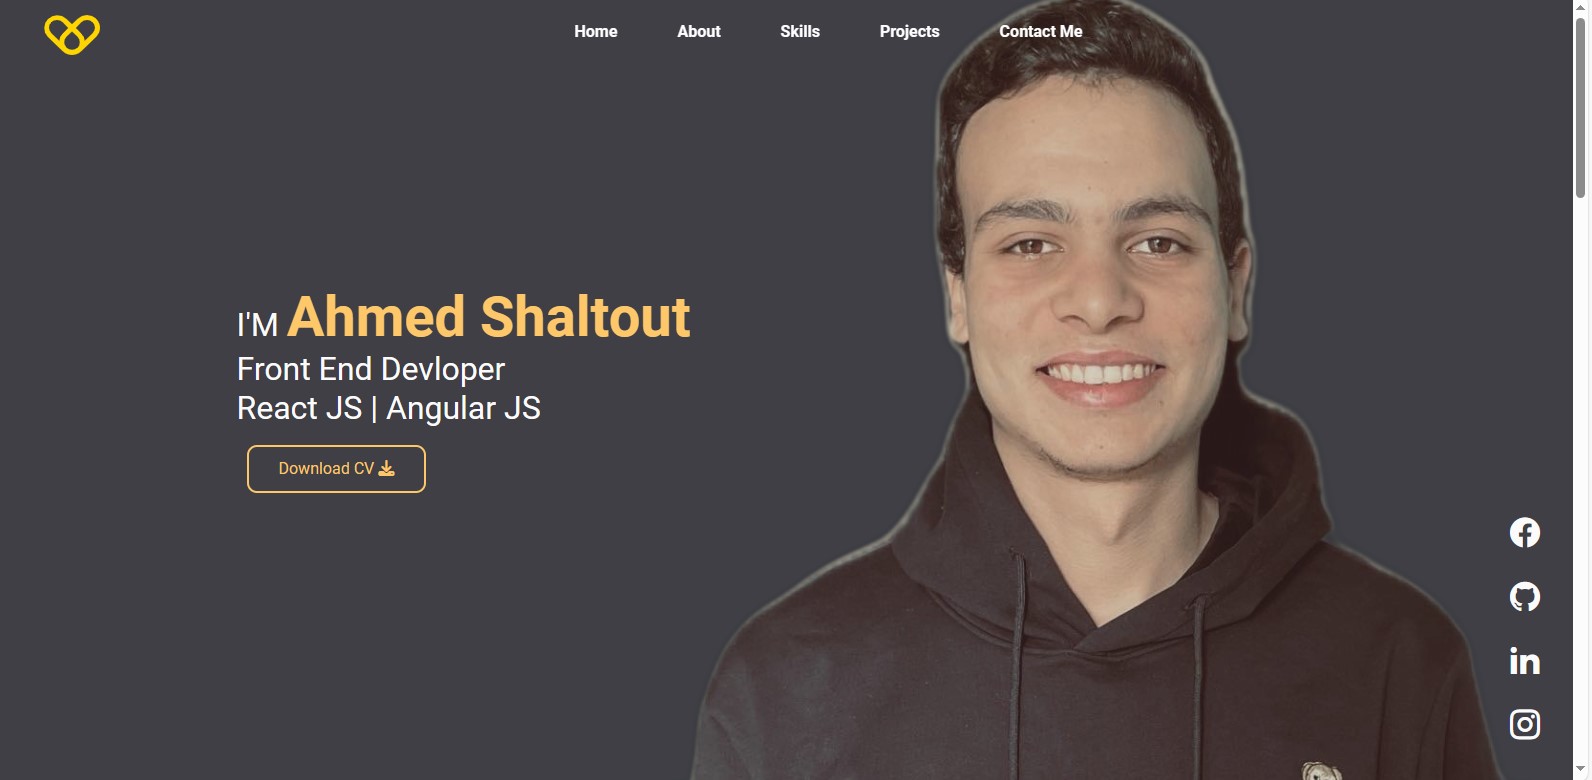 Home About Skills Projects Contact Me
I'M Ahmed Shaltout
Front End Devloper
React JS | Angular JS
Download CV